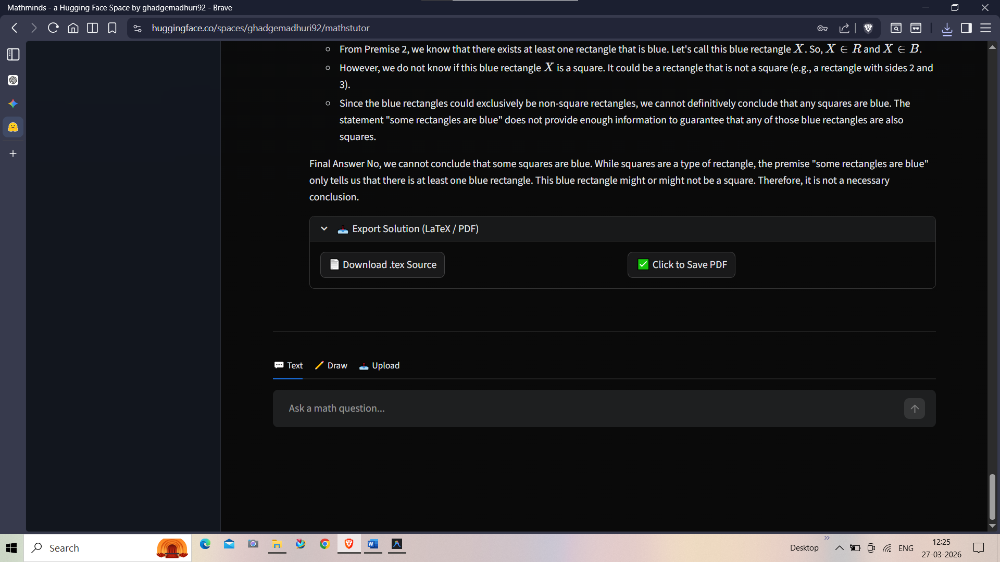 Mathminds - a Hugging Face Space by ghadgemadhuri92 - Brave
huggingface.co/spaces/ghadgemadhuri92/mathstutor
From Premise 2, we know that there exists at least one rectangle that is blue. Let's call this blue rectangle X. So, X ∈ R and X ∈ B.
However, we do not know if this blue rectangle X is a square. It could be a rectangle that is not a square (e.g., a rectangle with sides 2 and
3).
Since the blue rectangles could exclusively be non-square rectangles, we cannot definitively conclude that any squares are blue. The
statement "some rectangles are blue" does not provide enough information to guarantee that any of those blue rectangles are also
squares.
Final Answer No, we cannot conclude that some squares are blue. While squares are a type of rectangle, the premise "some rectangles are blue"
only tells us that there is at least one blue rectangle. This blue rectangle might or might not be a square. Therefore, it is not a necessary
conclusion.
Export Solution (LaTeX / PDF)
Download .tex Source
Click to Save PDF
Text
Draw
Upload
Ask a math question...
Search
Desktop
ENG
12:25
27-03-2026